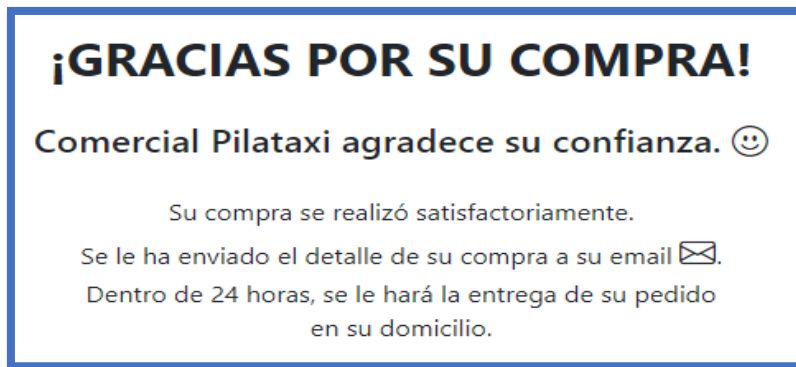 ¡GRACIAS POR SU COMPRA!
Comercial Pilataxi agradece su confianza.
Su compra se realizó satisfactoriamente.
Se le ha enviado el detalle de su compra a su email.
Dentro de 24 horas, se le hará la entrega de su pedido
en su domicilio.